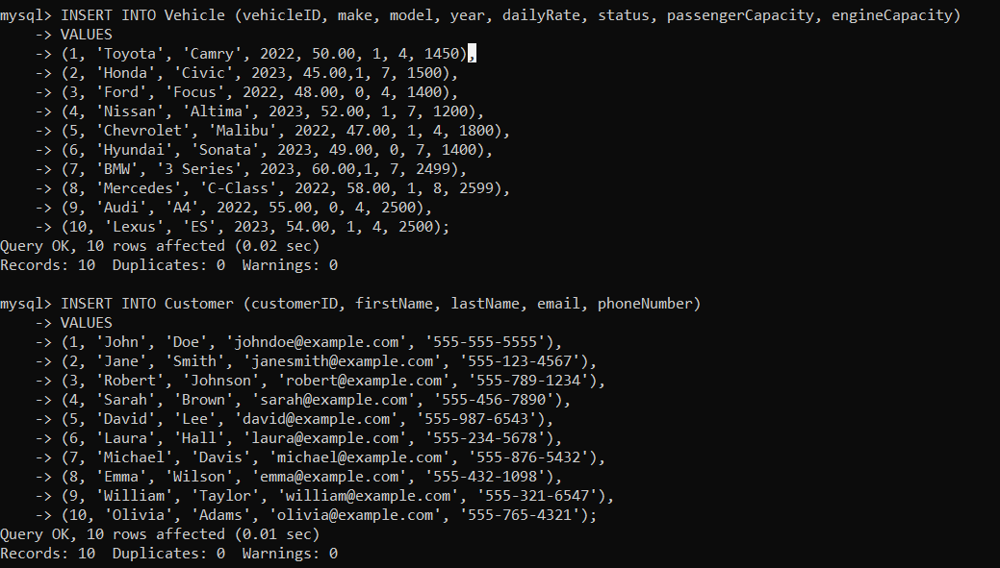 mysql> INSERT INTO Vehicle (vehicleID, make, model, year, dailyRate, status, passengerCapacity, engineCapacity)
    -> VALUES
    -> (1, 'Toyota', 'Camry', 2022, 50.00, 1, 4, 1450),
    -> (2, 'Honda', 'Civic', 2023, 45.00,1, 7, 1500),
    -> (3, 'Ford', 'Focus', 2022, 48.00, 0, 4, 1400),
    -> (4, 'Nissan', 'Altima', 2023, 52.00, 1, 7, 1200),
    -> (5, 'Chevrolet', 'Malibu', 2022, 47.00, 1, 4, 1800),
    -> (6, 'Hyundai', 'Sonata', 2023, 49.00, 0, 7, 1400),
    -> (7, 'BMW', '3 Series', 2023, 60.00,1, 7, 2499),
    -> (8, 'Mercedes', 'C-Class', 2022, 58.00, 1, 8, 2599),
    -> (9, 'Audi', 'A4', 2022, 55.00, 0, 4, 2500),
    -> (10, 'Lexus', 'ES', 2023, 54.00, 1, 4, 2500);
Query OK, 10 rows affected (0.02 sec)
Records: 10  Duplicates: 0  Warnings: 0

mysql> INSERT INTO Customer (customerID, firstName, lastName, email, phoneNumber)
    -> VALUES
    -> (1, 'John', 'Doe', 'johndoe@example.com', '555-555-5555'),
    -> (2, 'Jane', 'Smith', 'janesmith@example.com', '555-123-4567'),
    -> (3, 'Robert', 'Johnson', 'robert@example.com', '555-789-1234'),
    -> (4, 'Sarah', 'Brown', 'sarah@example.com', '555-456-7890'),
    -> (5, 'David', 'Lee', 'david@example.com', '555-987-6543'),
    -> (6, 'Laura', 'Hall', 'laura@example.com', '555-234-5678'),
    -> (7, 'Michael', 'Davis', 'michael@example.com', '555-876-5432'),
    -> (8, 'Emma', 'Wilson', 'emma@example.com', '555-432-1098'),
    -> (9, 'William', 'Taylor', 'william@example.com', '555-321-6547'),
    -> (10, 'Olivia', 'Adams', 'olivia@example.com', '555-765-4321');
Query OK, 10 rows affected (0.01 sec)
Records: 10  Duplicates: 0  Warnings: 0